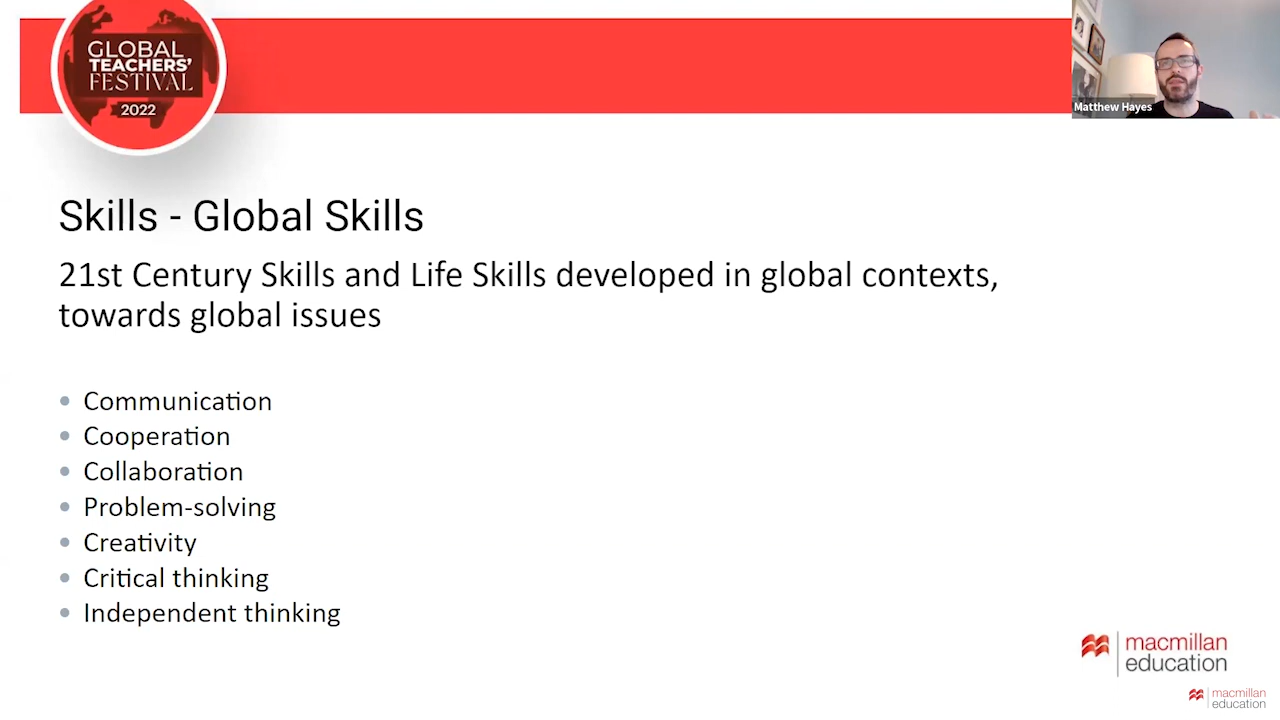 GLOBAL
TEACHERS'
FESTIVAL
2022
Matthew Hayes
Skills - Global Skills
21st Century Skills and Life Skills developed in global contexts,
towards global issues
• Communication
• Cooperation
• Collaboration
• Problem-solving
• Creativity
• Critical thinking
• Independent thinking
macmillan
education
macmillan
education